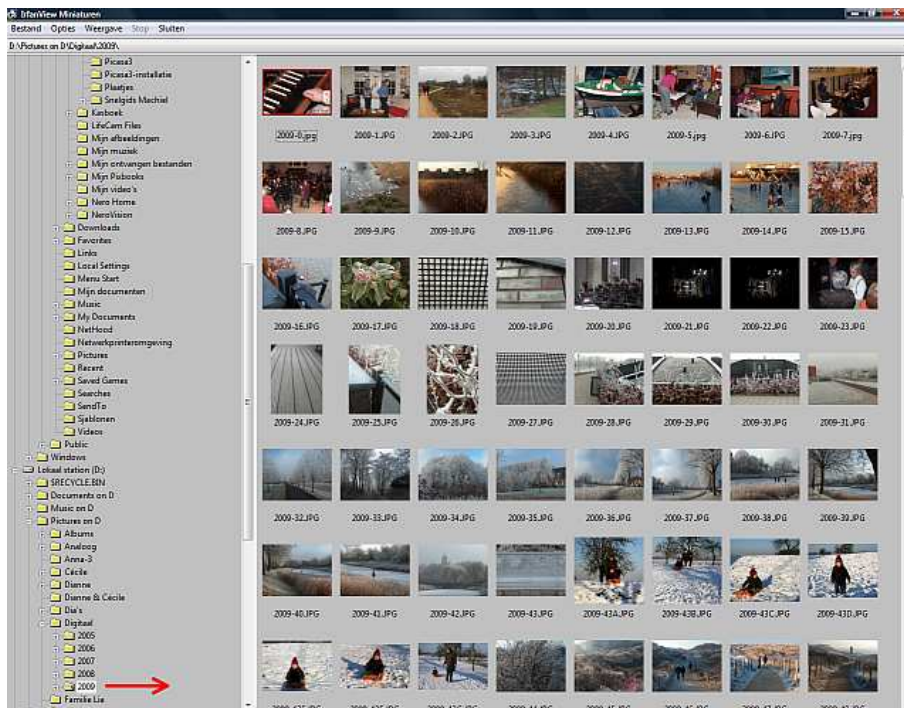 IrfanView Miniaturen
Bestand Opties Weergave Stop Sluiten
D:\Pictures on D\Digitaal\2009\
Picasa3
Picasa3-installatie
Plaatjes
Snelgids Machiel
Kasboek
LifeCam Files
Mijn afbeeldingen
Mijn muziek
Mijn ontvangen bestanden
Mijn Pixbooks
Mijn video's
Nero Home
NeroVision
Downloads
Favorites
Links
Local Settings
Menu Start
Mijn documenten
Music
My Documents
NetHood
Netwerkprinteromgeving
Pictures
Recent
Saved Games
Searches
SendTo
Sjablonen
Videos
Public
Windows
Lokaal station (D:)
$RECYCLE.BIN
Documents on D
Music on D
Pictures on D
Albums
Analoog
Anna-3
Cécile
Dianne
Dianne & Cécile
Dia's
Digitaal
2005
2006
2007
2008
2009
Familie Lie
2009-0.jpg 2009-1.JPG 2009-2.JPG 2009-3.JPG 2009-4.JPG 2009-5.jpg 2009-6.JPG 2009-7.jpg
2009-8.JPG 2009-9.JPG 2009-10.JPG 2009-11.JPG 2009-12.JPG 2009-13.JPG 2009-14.JPG 2009-15.JPG
2009-16.JPG 2009-17.JPG 2009-18.JPG 2009-19.JPG 2009-20.JPG 2009-21.JPG 2009-22.JPG 2009-23.JPG
2009-24.JPG 2009-25.JPG 2009-26.JPG 2009-27.JPG 2009-28.JPG 2009-29.JPG 2009-30.JPG 2009-31.JPG
2009-32.JPG 2009-33.JPG 2009-34.JPG 2009-35.JPG 2009-36.JPG 2009-37.JPG 2009-38.JPG 2009-39.JPG
2009-40.JPG 2009-41.JPG 2009-42.JPG 2009-43.JPG 2009-43A.JPG 2009-43B.JPG 2009-43C.JPG 2009-43D.JPG